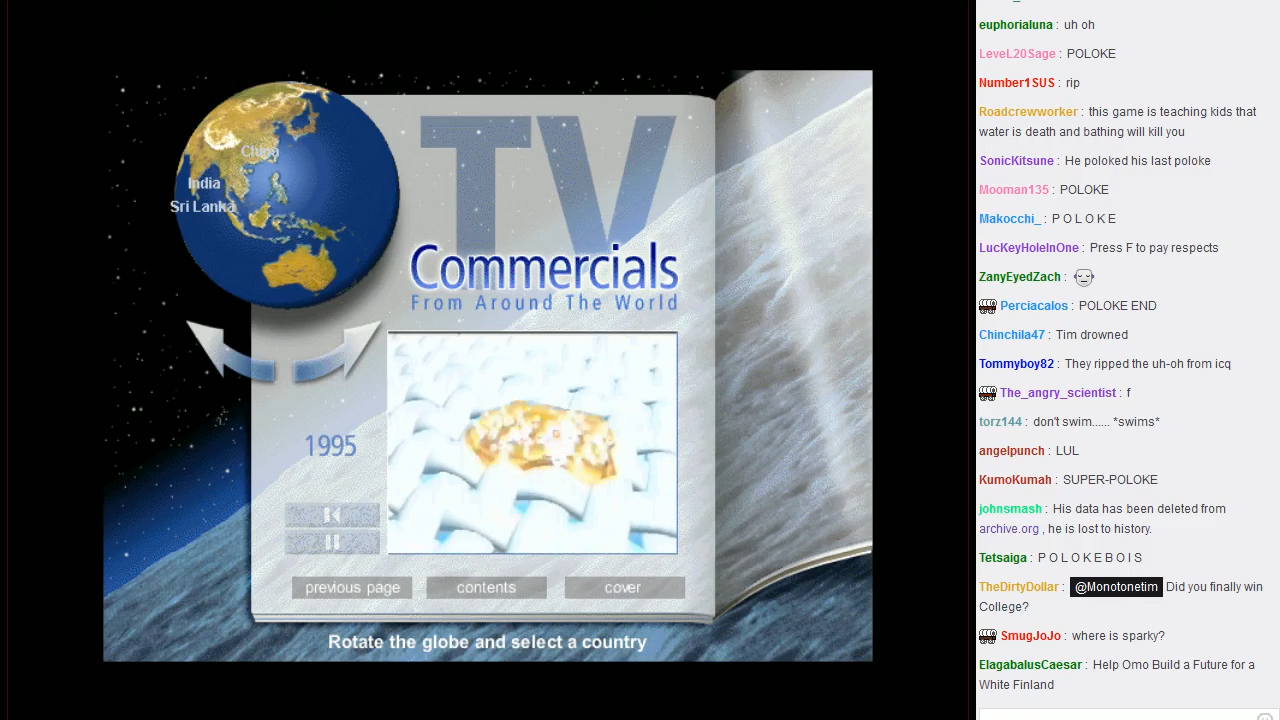 TV
Commercials
From Around The World
China
India
Sri Lanka
1995
previous page
contents
cover
Rotate the globe and select a country
euphorialuna : uh oh
LeveL20Sage : POLOKE
Number1SUS : rip
Roadcrewworker : this game is teaching kids that
water is death and bathing will kill you
SonicKitsune : He poloked his last poloke
Mooman135 : POLOKE
Makocchi_ : P O L O K E
LucKeyHoleInOne : Press F to pay respects
ZanyEyedZach :
Perciacalos : POLOKE END
Chinchila47 : Tim drowned
Tommyboy82 : They ripped the uh-oh from icq
The_angry_scientist : f
torz144 : don't swim...... *swims*
angelpunch : LUL
KumoKumah : SUPER-POLOKE
johnsmash : His data has been deleted from
archive.org , he is lost to history.
Tetsaiga : P O L O K E B O I S
TheDirtyDollar : @Monotonetim Did you finally win
College?
SmugJoJo : where is sparky?
ElagabalusCaesar : Help Omo Build a Future for a
White Finland